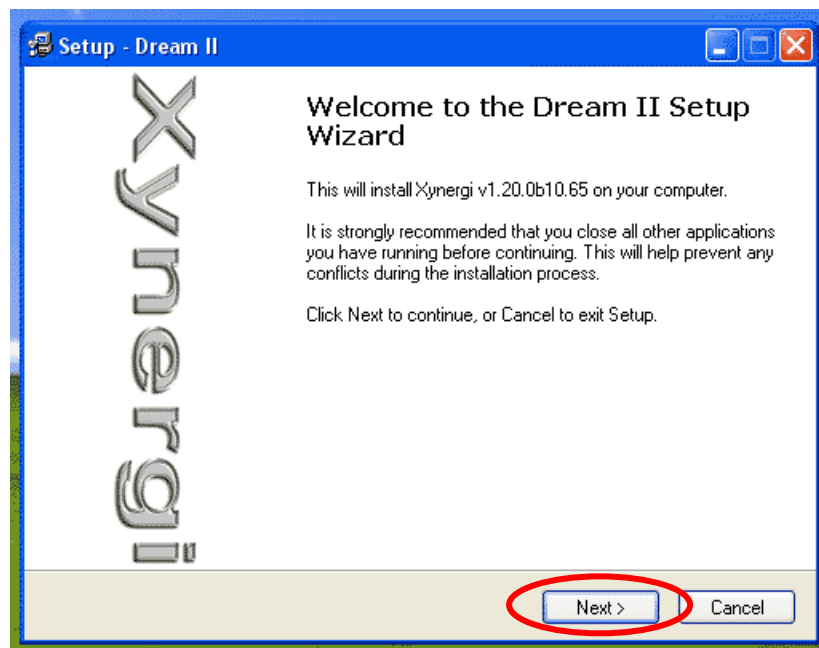 Setup - Dream II
Xynergi
Welcome to the Dream II Setup
Wizard
This will install Xynergi v1.20.0b10.65 on your computer.
It is strongly recommended that you close all other applications
you have running before continuing. This will help prevent any
conflicts during the installation process.
Click Next to continue, or Cancel to exit Setup.
Next >
Cancel